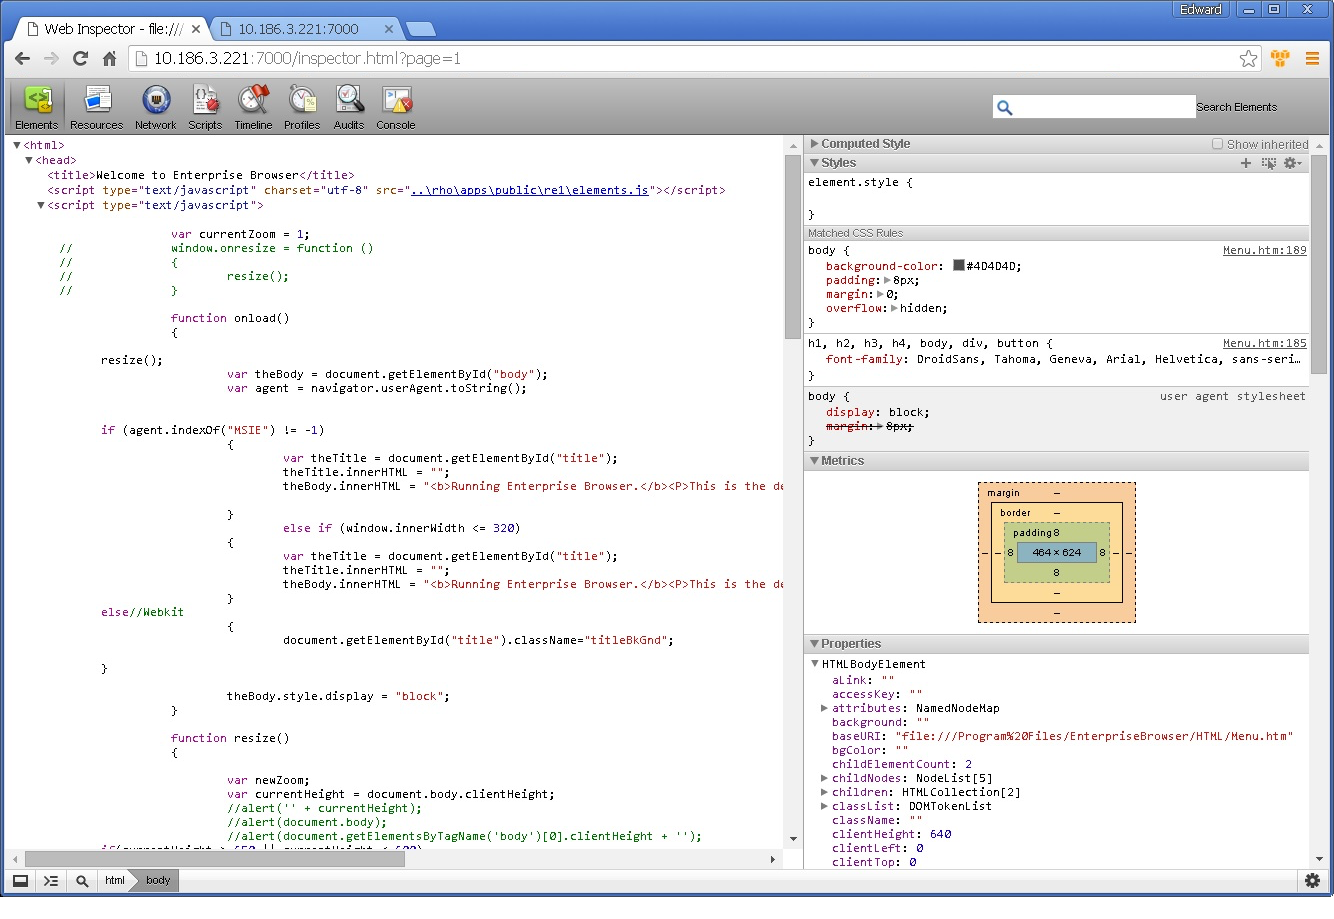 Edward
Web Inspector - file:///
10.186.3.221:7000
10.186.3.221:7000/inspector.html?page=1
Elements
Resources
Network
Scripts
Timeline
Profiles
Audits
Console
Search Elements
<html>
<head>
<title>Welcome to Enterprise Browser</title>
<script type="text/javascript" charset="utf-8" src="..\rho\apps\public\re1\elements.js"></script>
<script type="text/javascript">
var currentZoom = 1;
// window.onresize = function ()
// {
// resize();
// }
function onload()
{
resize();
var theBody = document.getElementById("body");
var agent = navigator.userAgent.toString();
if (agent.indexOf("MSIE") != -1)
{
var theTitle = document.getElementById("title");
theTitle.innerHTML = "";
theBody.innerHTML = "<b>Running Enterprise Browser.</b><P>This is the de
}
else if (window.innerWidth <= 320)
{
var theTitle = document.getElementById("title");
theTitle.innerHTML = "";
theBody.innerHTML = "<b>Running Enterprise Browser.</b><P>This is the de
}
else//Webkit
{
document.getElementById("title").className="titleBkGnd";
}
theBody.style.display = "block";
}
function resize()
{
var newZoom;
var currentHeight = document.body.clientHeight;
//alert('' + currentHeight);
//alert(document.body);
//alert(document.getElementsByTagName('body')[0].clientHeight + '');
html
body
Computed Style
Show inherited
Styles
element.style {
}
Matched CSS Rules
body {
Menu.htm:189
background-color: #4D4D4D;
padding: 8px;
margin: 0;
overflow: hidden;
}
h1, h2, h3, h4, body, div, button {
Menu.htm:185
font-family: DroidSans, Tahoma, Geneva, Arial, Helvetica, sans-seri…
}
body {
user agent stylesheet
display: block;
margin: 8px;
}
Metrics
margin –
border –
padding 8
– – 8 464 × 624 8 – –
8
–
–
Properties
HTMLBodyElement
aLink: ""
accessKey: ""
attributes: NamedNodeMap
background: ""
baseURI: "file:///Program%20Files/EnterpriseBrowser/HTML/Menu.htm"
bgColor: ""
childElementCount: 2
childNodes: NodeList[5]
children: HTMLCollection[2]
classList: DOMTokenList
className: ""
clientHeight: 640
clientLeft: 0
clientTop: 0